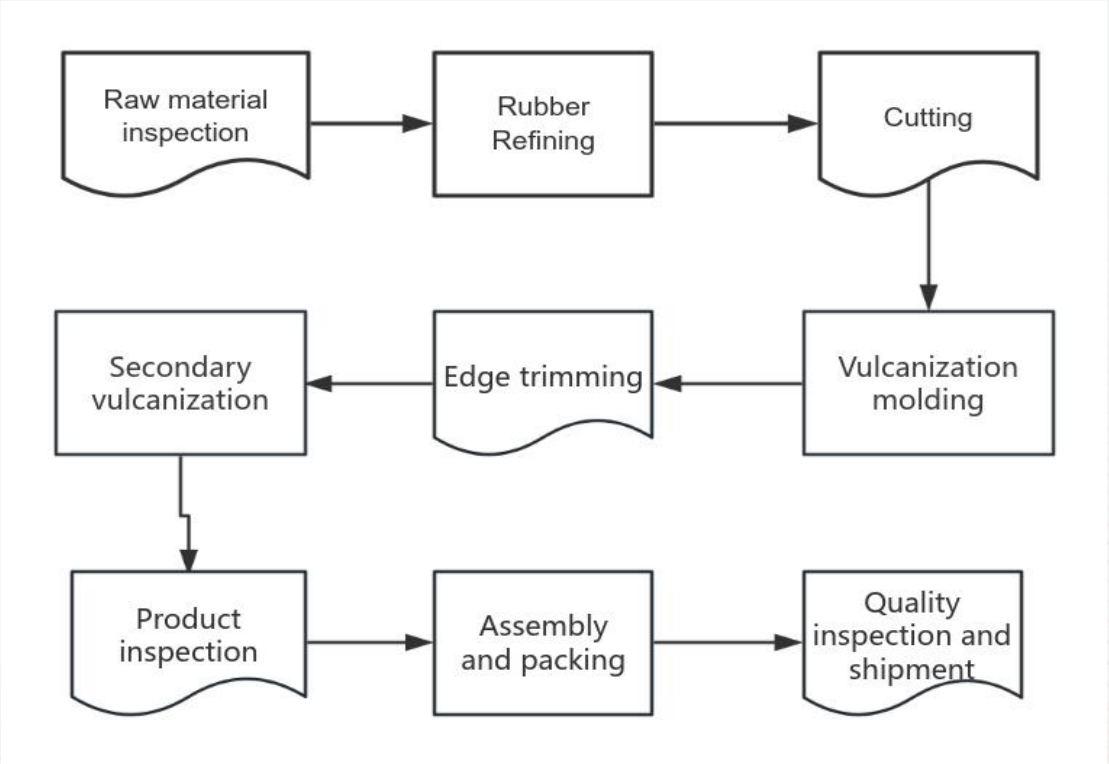 Raw material
inspection
Rubber
Refining
Cutting
Vulcanization
molding
Edge trimming
Secondary
vulcanization
Product
inspection
Assembly
and packing
Quality
inspection and
shipment